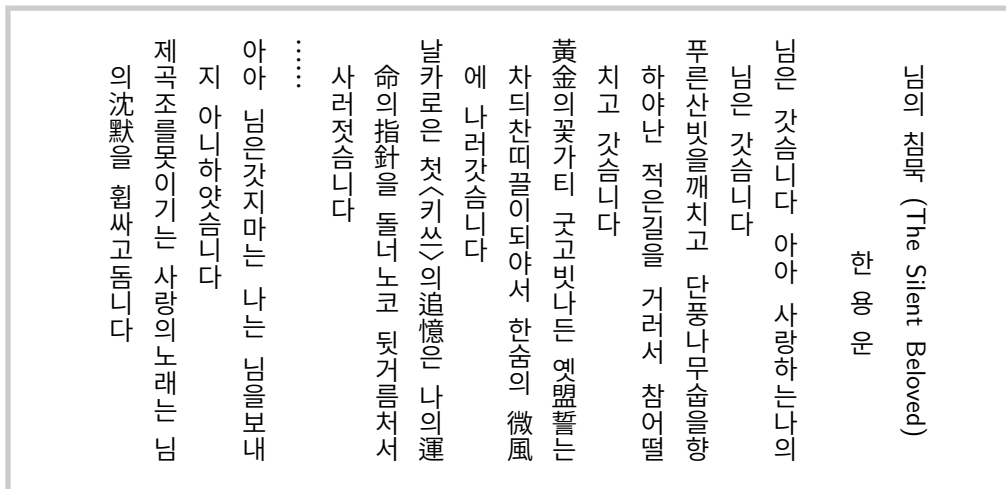 님의 침묵 (The Silent Beloved)
한 용 운
님은 갓슴니다 아아 사랑하는나의
님은 갓슴니다
푸른산빗을깨치고 단풍나무숩을향
하야난 적은길을 거러서 참어떨
치고 갓슴니다
黃金의꽃가티 굿고빗나든 옛盟誓는
차듸찬띠끌이되야서 한숨의 微風
에 나러갓슴니다
날카로은 첫〈키쓰〉의追憶은 나의運
命의指針을 돌너노코 뒷거름처서
사러젓슴니다
……
아아 님은갓지마는 나는 님을보내
지 아니하얏슴니다
제곡조를못이기는 사랑의노래는 님
의沈默을 휩싸고돔니다